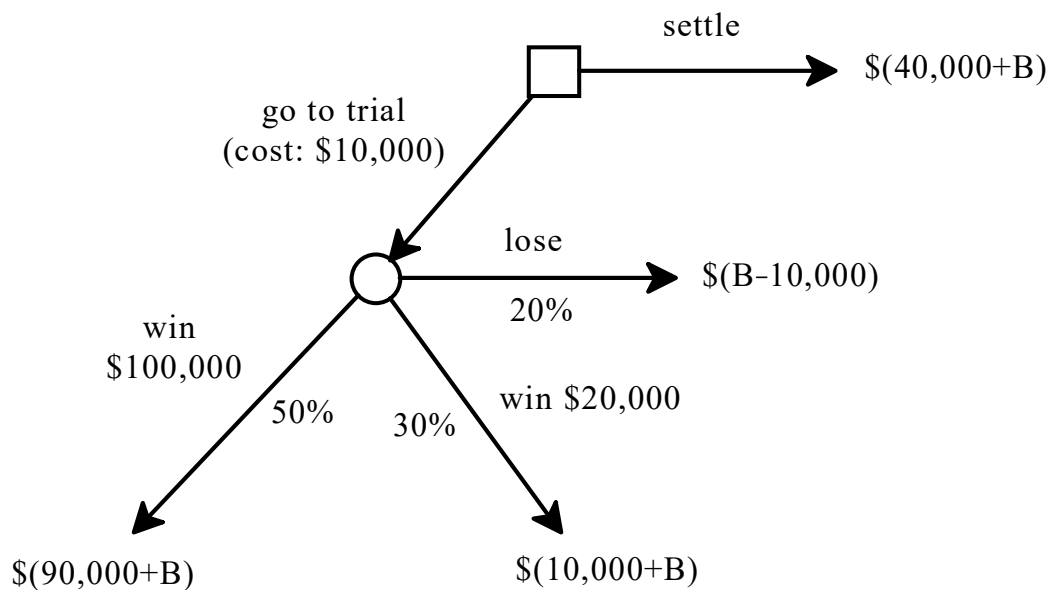 settle
$(40,000+B)
go to trial
(cost: $10,000)
lose
$(B-10,000)
20%
win
$100,000
50%
30%
win $20,000
$(90,000+B)
$(10,000+B)